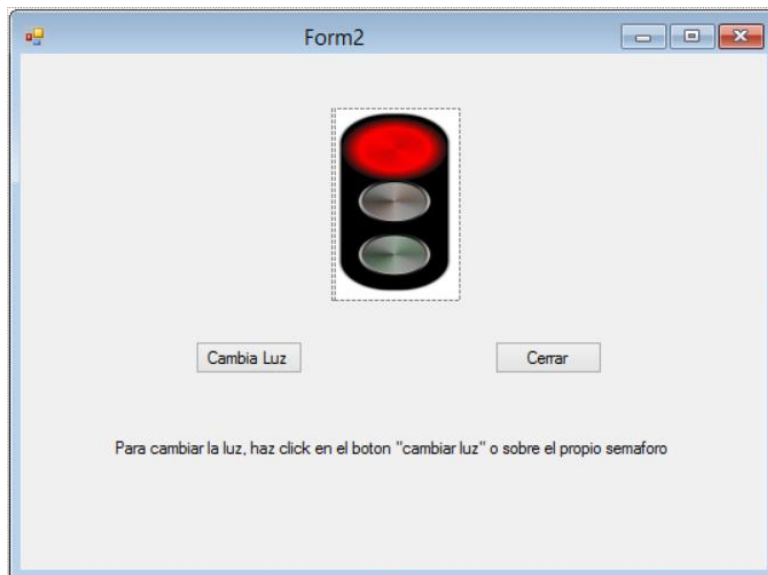 Form2
Cambia Luz
Cerrar
Para cambiar la luz, haz click en el boton "cambiar luz" o sobre el propio semaforo